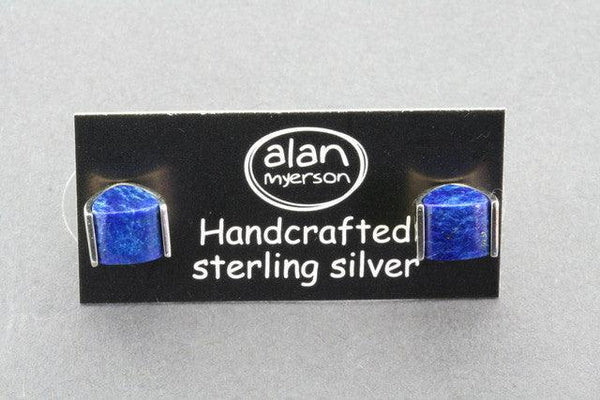 alan
myerson
Handcrafted
sterling silver